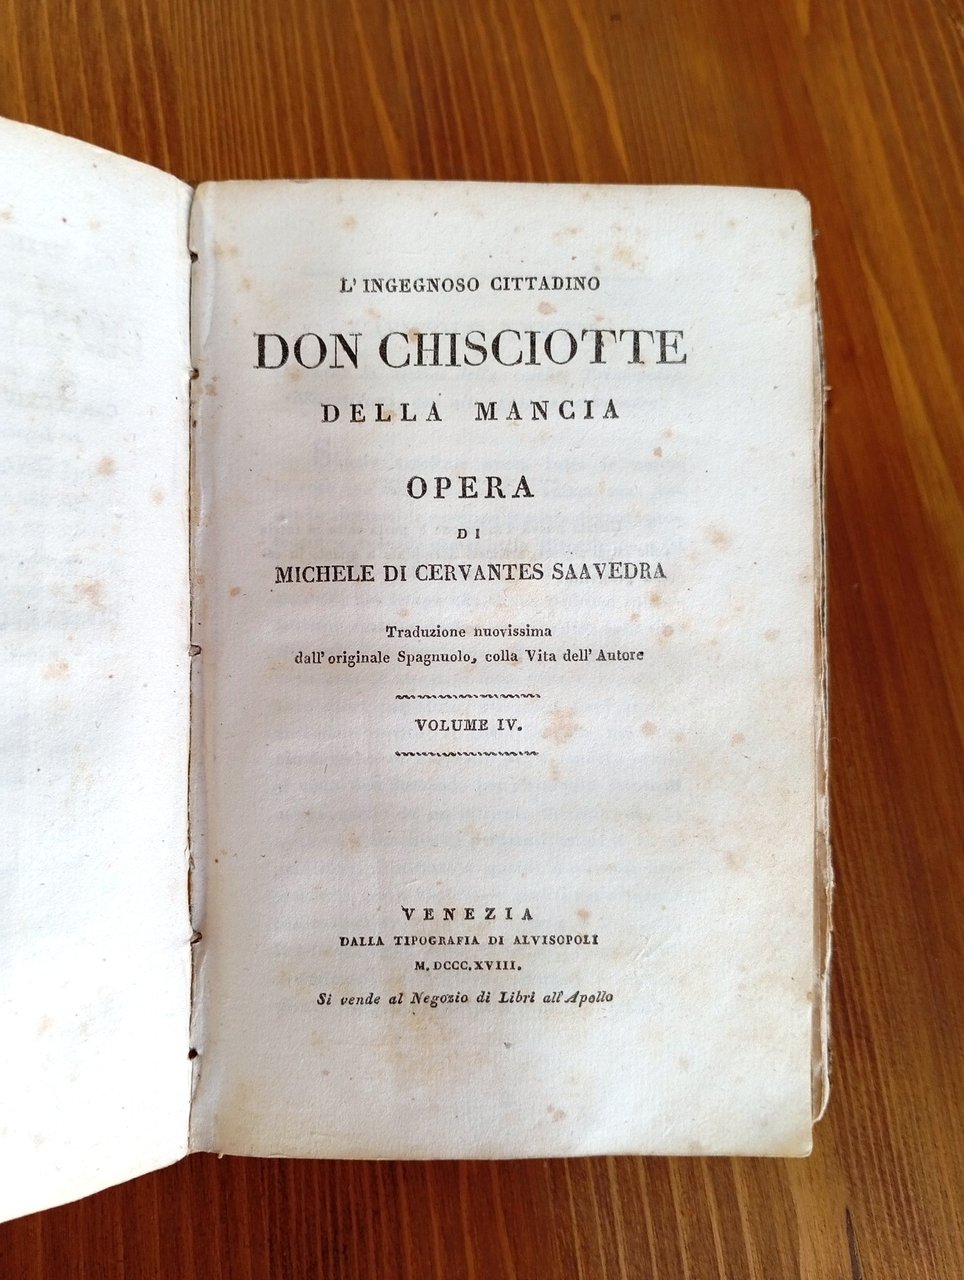 L' INGEGNOSO CITTADINO
DON CHISCIOTTE
DELLA MANCIA
OPERA
DI
MICHELE DI CERVANTES SAAVEDRA
Traduzione nuovissima
dall' originale Spagnuolo, colla Vita dell' Autore
VOLUME IV.
VENEZIA
DALLA TIPOGRAFIA DI ALVISOPOLI
M. DCCC. XVIII.
Si vende al Negozio di Libri all' Apollo